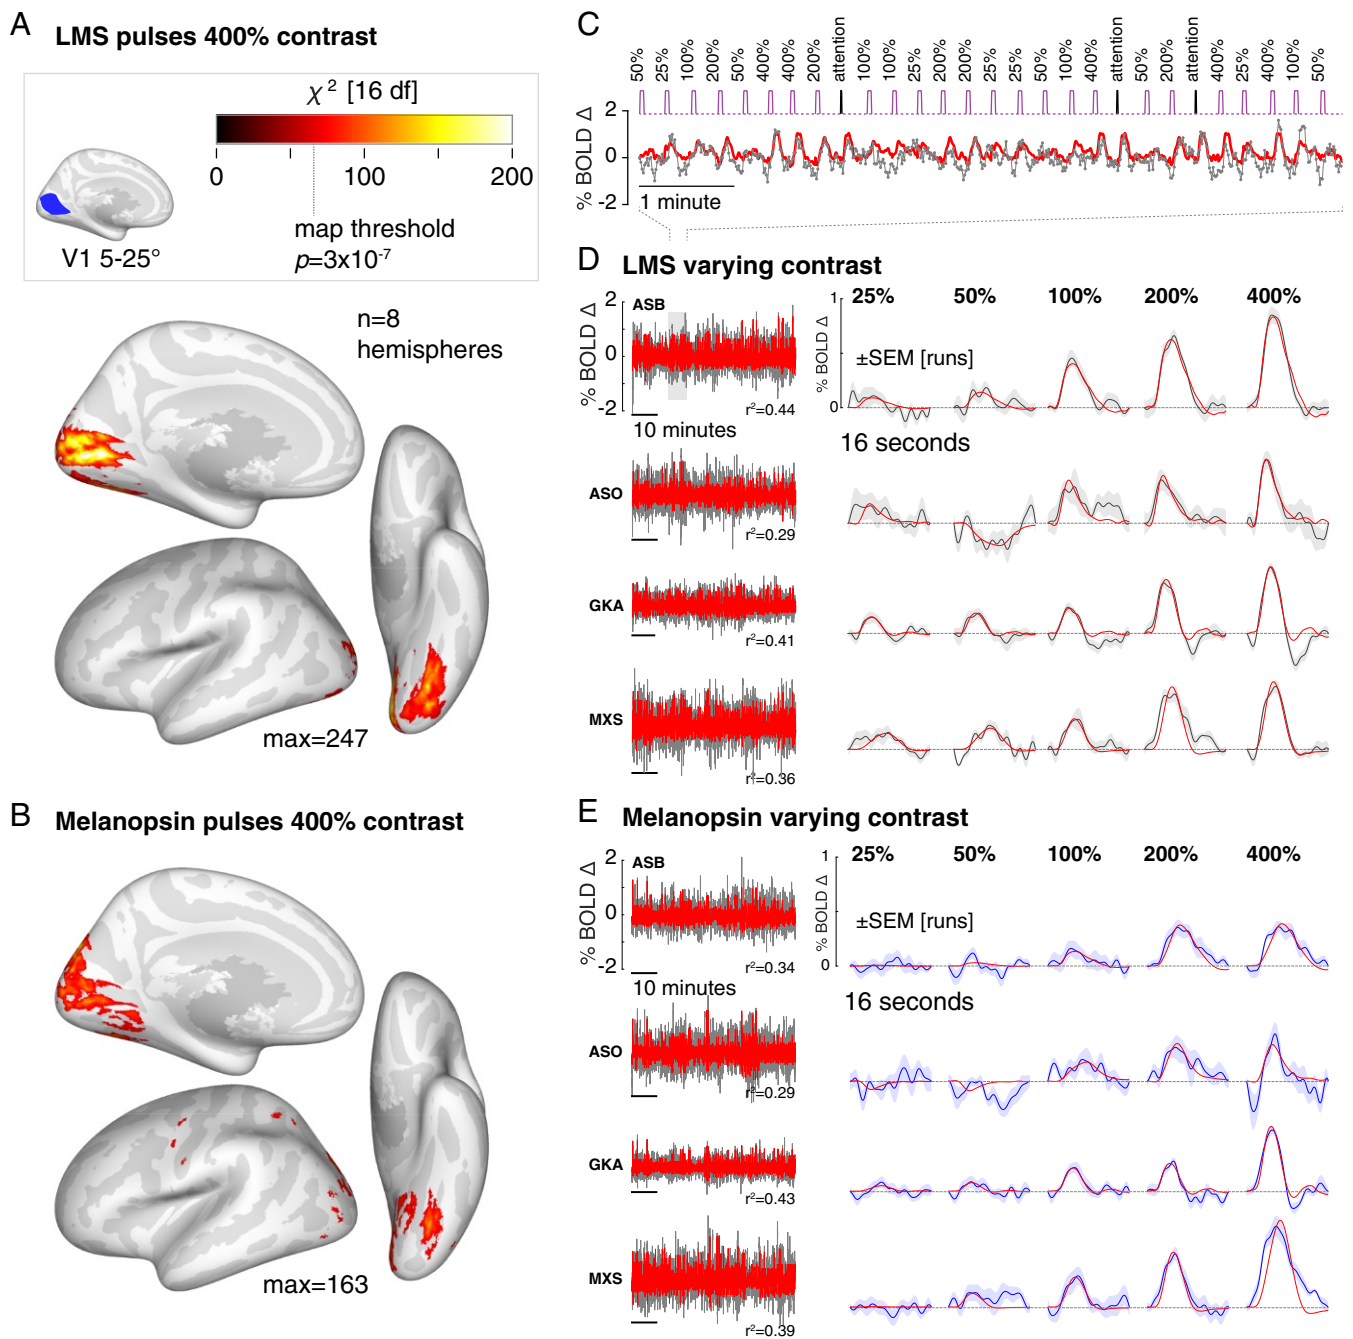 A
LMS pulses 400% contrast
χ² [16 df]
0 100 200
map threshold
p=3x10⁻⁷
V1 5-25°
n=8
hemispheres
max=247
B
Melanopsin pulses 400% contrast
max=163
C
50% 25% 100% 200% 50% 400% 400% 200% attention 100% 100% 200% 200% 200% 25% 25% 50% 100% 400% attention 50% 200% attention 400% 25% 400% 100% 50%
% BOLD Δ
2
0
-2
1 minute
D
LMS varying contrast
% BOLD Δ
2
0
-2
ASB
r²=0.44
10 minutes
% BOLD Δ
1
0
25% 50% 100% 200% 400%
±SEM [runs]
16 seconds
ASO
r²=0.29
GKA
r²=0.41
MXS
r²=0.36
E
Melanopsin varying contrast
% BOLD Δ
2
0
-2
ASB
r²=0.34
10 minutes
% BOLD Δ
1
0
25% 50% 100% 200% 400%
±SEM [runs]
16 seconds
ASO
r²=0.29
GKA
r²=0.43
MXS
r²=0.39